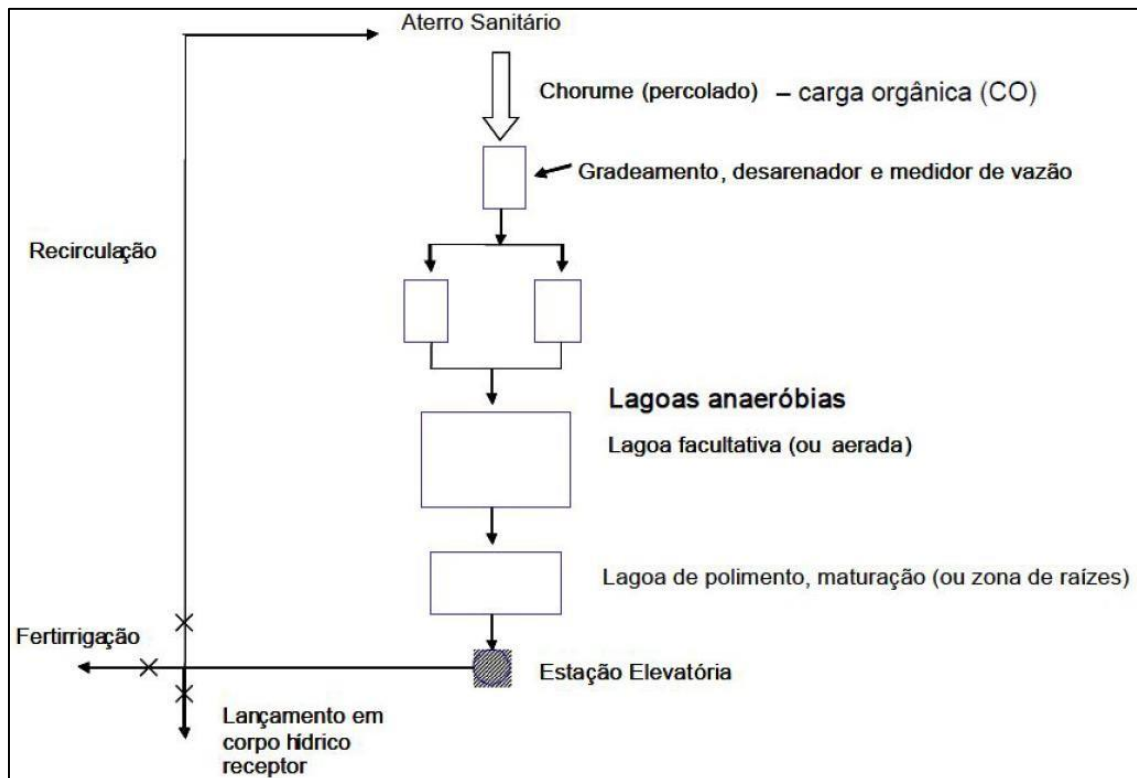 Aterro Sanitário
Chorume (percolado) – carga orgânica (CO)
Gradeamento, desarenador e medidor de vazão
Recirculação
Lagoas anaeróbias
Lagoa facultativa (ou aerada)
Lagoa de polimento, maturação (ou zona de raízes)
Fertirrigação
Estação Elevatória
Lançamento em
corpo hídrico
receptor